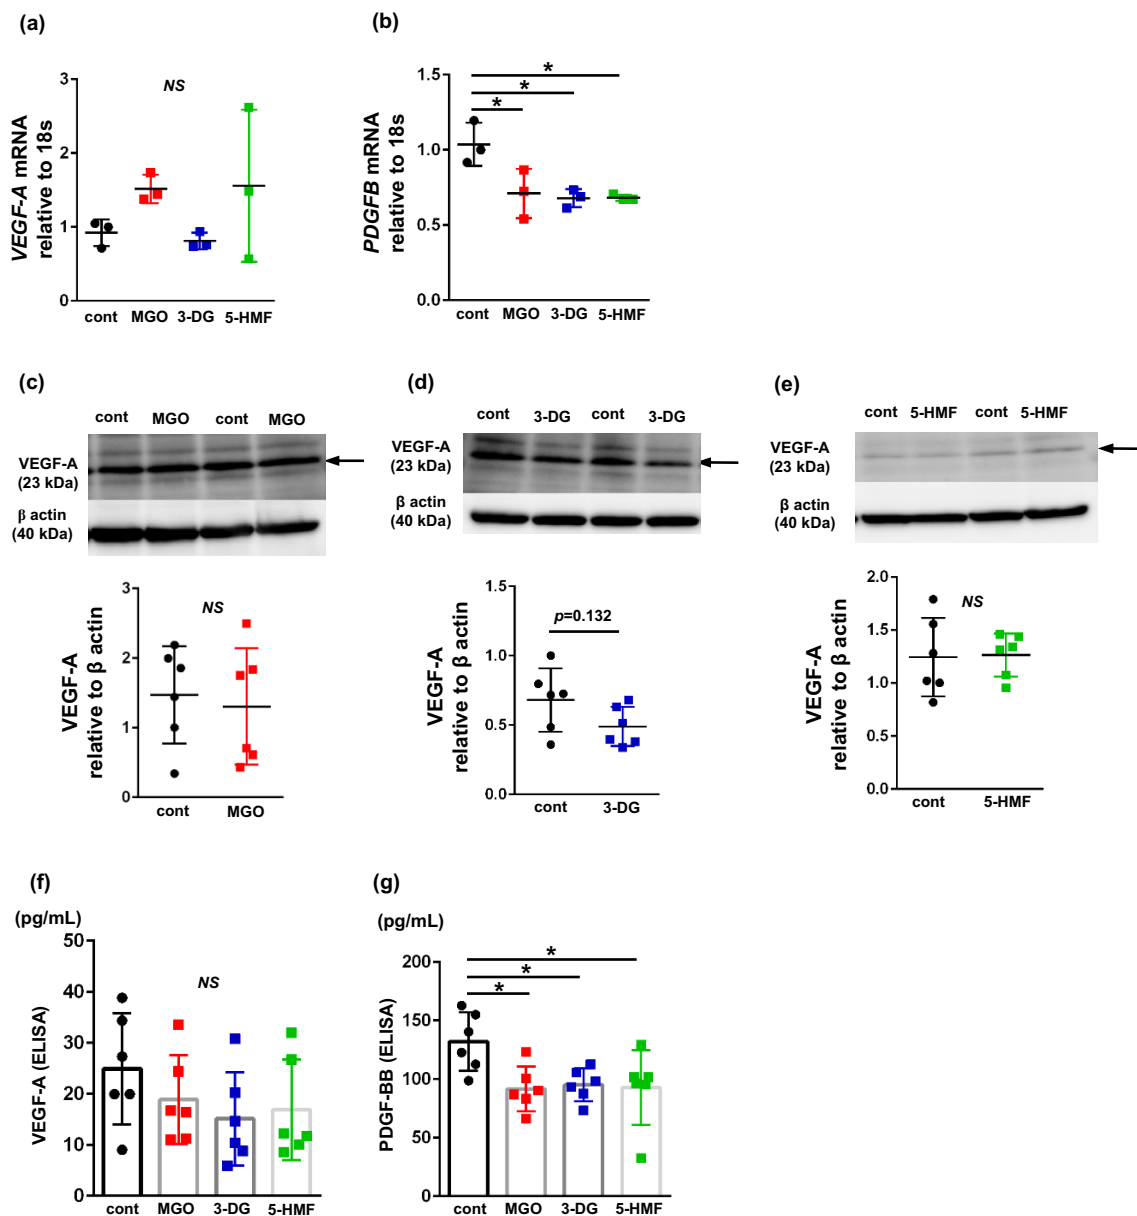 (a)
VEGF-A mRNA
relative to 18s
3
2
1
0
NS
cont MGO 3-DG 5-HMF
(b)
PDGFB mRNA
relative to 18s
1.5
1.0
0.5
0.0
*
*
*
cont MGO 3-DG 5-HMF
(c)
cont MGO cont MGO
VEGF-A
(23 kDa)
β actin
(40 kDa)
VEGF-A
relative to β actin
3
2
1
0
NS
cont MGO
(d)
cont 3-DG cont 3-DG
VEGF-A
(23 kDa)
β actin
(40 kDa)
VEGF-A
relative to β actin
1.5
1.0
0.5
0.0
p=0.132
cont 3-DG
(e)
cont 5-HMF cont 5-HMF
VEGF-A
(23 kDa)
β actin
(40 kDa)
VEGF-A
relative to β actin
2.0
1.5
1.0
0.5
0.0
NS
cont 5-HMF
(f)
(pg/mL)
VEGF-A (ELISA)
50
40
30
20
10
0
NS
cont MGO 3-DG 5-HMF
(g)
(pg/mL)
PDGF-BB (ELISA)
200
150
100
50
0
*
*
*
cont MGO 3-DG 5-HMF